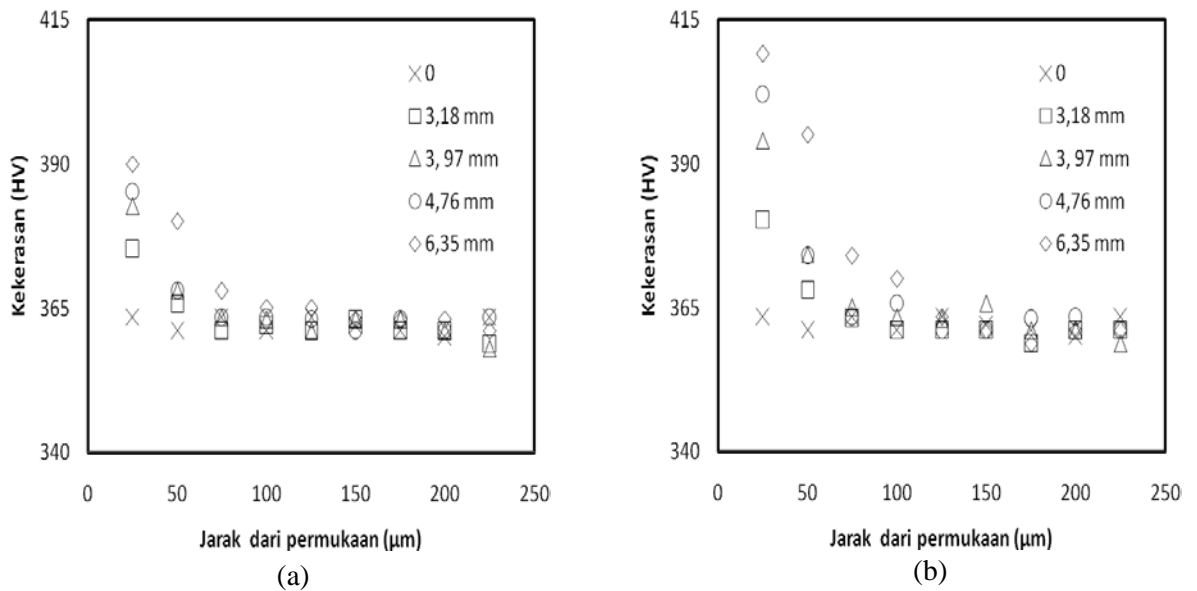 415
390
365
340
Kekerasan (HV)
0
3,18 mm
3, 97 mm
4,76 mm
6,35 mm
0 50 100 150 200 250
Jarak dari permukaan (µm)
(a)
415
390
365
340
Kekerasan (HV)
0
3,18 mm
3,97 mm
4,76 mm
6,35 mm
0 50 100 150 200 250
Jarak dari permukaan (µm)
(b)